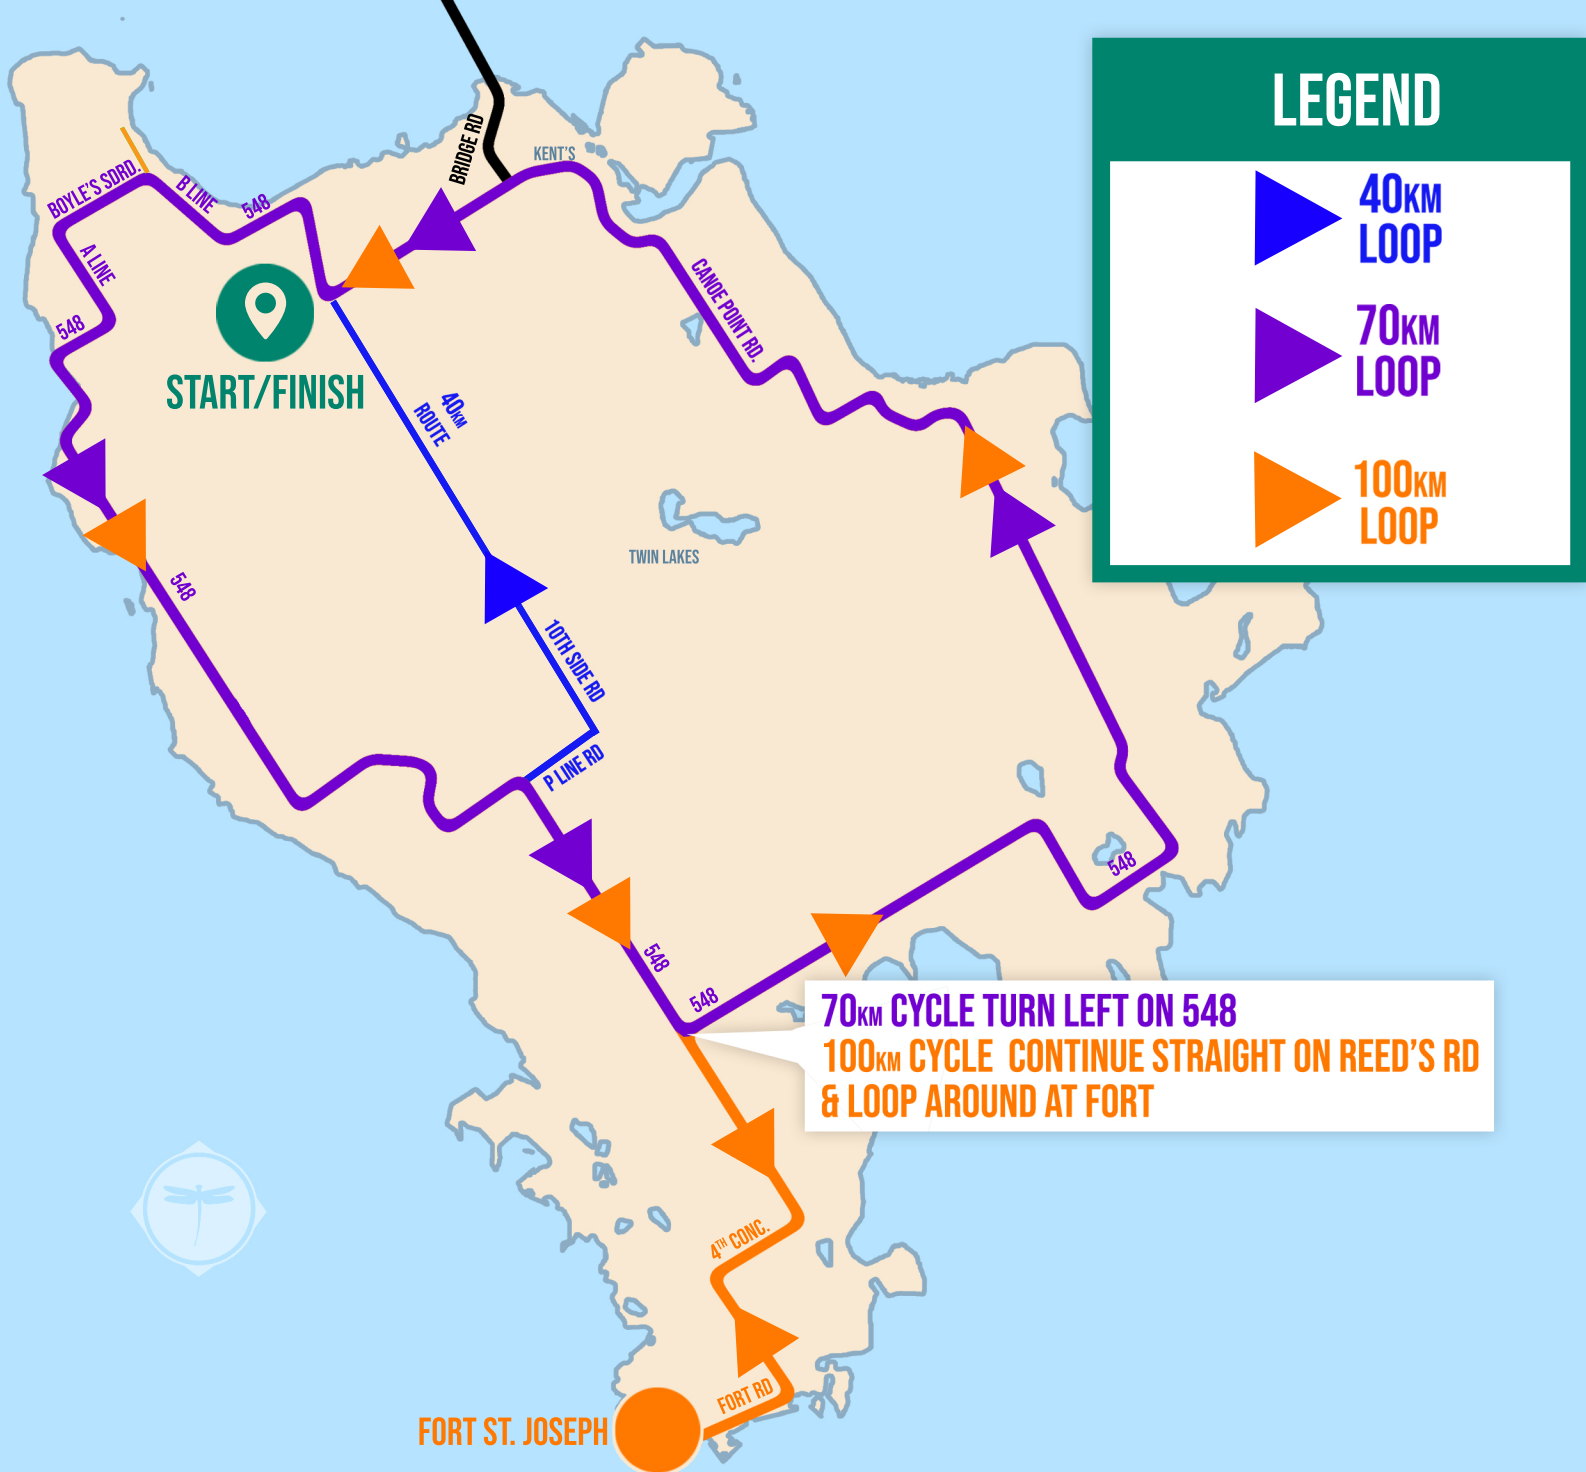 LEGEND
40KM
LOOP
70KM
LOOP
100KM
LOOP
BRIDGE RD
KENT'S
BOYLE'S SDRD.
B LINE
548
A LINE
548
START/FINISH
CANOE POINT RD.
40KM
ROUTE
TWIN LAKES
548
10TH SIDE RD
P LINE RD
548
548
548
70KM CYCLE TURN LEFT ON 548
100KM CYCLE CONTINUE STRAIGHT ON REED'S RD
& LOOP AROUND AT FORT
4TH CONC.
FORT RD
FORT ST. JOSEPH